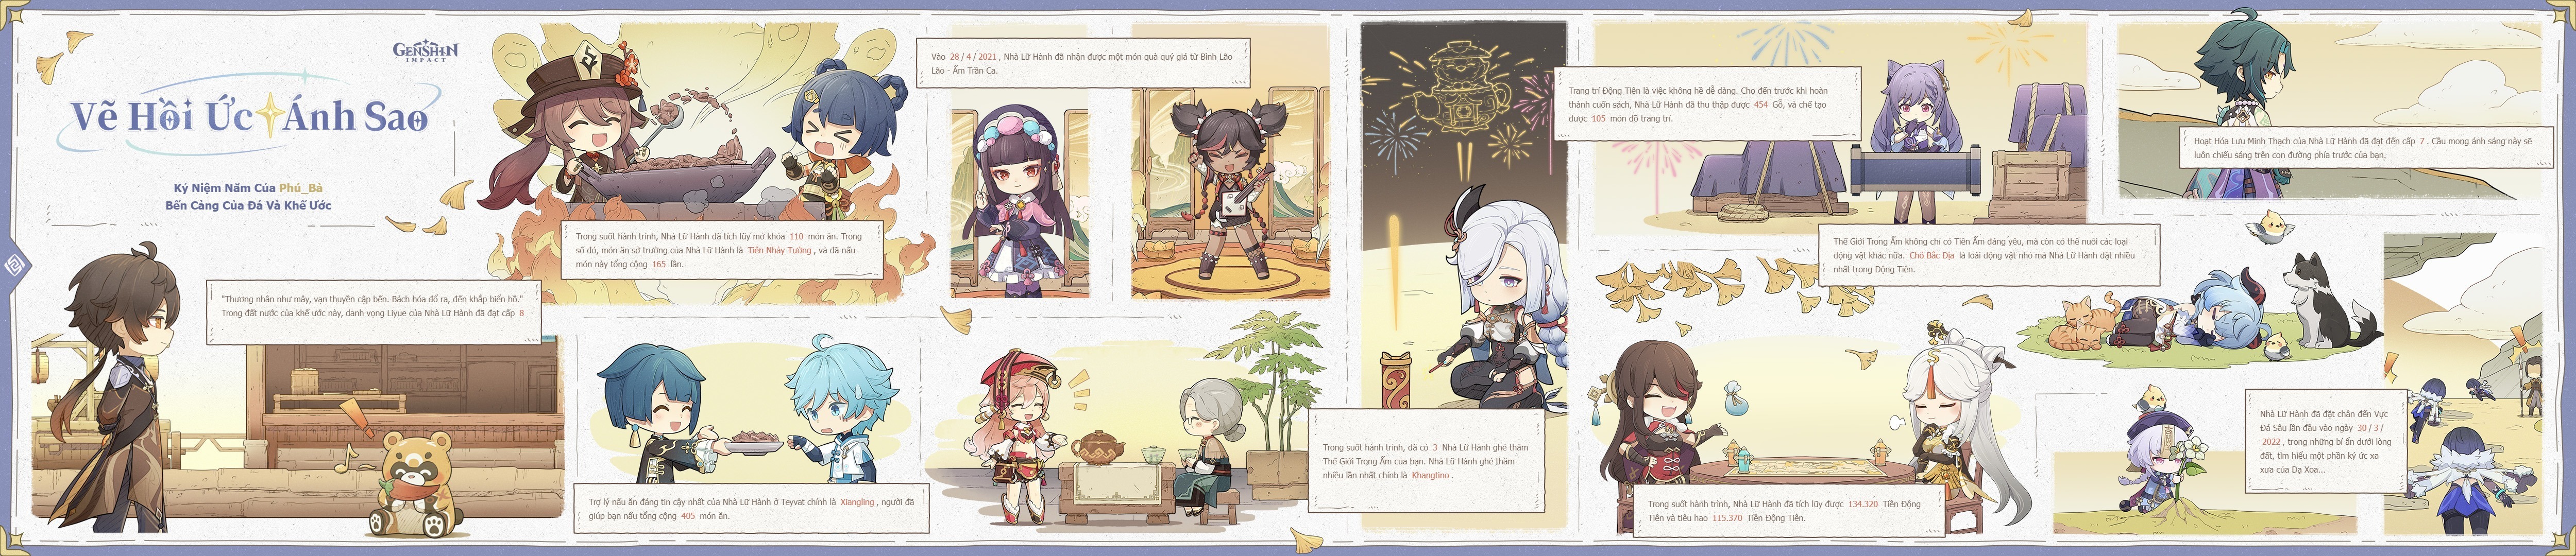 GENSHIN
IMPACT
Vẽ Hồi Ức Ánh Sao
Kỷ Niệm Năm Của Phú_Bà
Bến Cảng Của Đá Và Khế Ước
"Thương nhân như mây, vạn thuyền cập bến. Bách hóa đổ ra, đến khắp biển hồ."
Trong đất nước của khế ước này, danh vọng Liyue của Nhà Lữ Hành đã đạt cấp 8
.
Trong suốt hành trình, Nhà Lữ Hành đã tích lũy mở khóa 110 món ăn. Trong
số đó, món ăn sở trường của Nhà Lữ Hành là Tiên Nhảy Tường , và đã nấu
món này tổng cộng 165 lần.
Trợ lý nấu ăn đáng tin cậy nhất của Nhà Lữ Hành ở Teyvat chính là Xiangling , người đã
giúp bạn nấu tổng cộng 405 món ăn.
Vào 28 / 4 / 2021 , Nhà Lữ Hành đã nhận được một món quà quý giá từ Bình Lão
Lão - Ấm Trần Ca.
Trong suốt hành trình, đã có 3 Nhà Lữ Hành ghé thăm
Thế Giới Trong Ấm của bạn. Nhà Lữ Hành ghé thăm
nhiều lần nhất chính là Khangtino .
Trang trí Động Tiên là việc không hề dễ dàng. Cho đến trước khi hoàn
thành cuốn sách, Nhà Lữ Hành đã thu thập được 454 Gỗ, và chế tạo
được 105 món đồ trang trí.
Trong suốt hành trình, Nhà Lữ Hành đã tích lũy được 134.320 Tiền Động
Tiên và tiêu hao 115.370 Tiền Động Tiên.
Thế Giới Trong Ấm không chỉ có Tiên Ấm đáng yêu, mà còn có thể nuôi các loại
động vật khác nữa. Chó Bắc Địa là loài động vật nhỏ mà Nhà Lữ Hành đặt nhiều
nhất trong Động Tiên.
Hoạt Hóa Lưu Minh Thạch của Nhà Lữ Hành đã đạt đến cấp 7 . Cầu mong ánh sáng này sẽ
luôn chiếu sáng trên con đường phía trước của bạn.
Nhà Lữ Hành đã đặt chân đến Vực
Đá Sâu lần đầu vào ngày 30 / 3 /
2022 , trong những bí ẩn dưới lòng
đất, tìm hiểu một phần ký ức xa
xưa của Dạ Xoa...